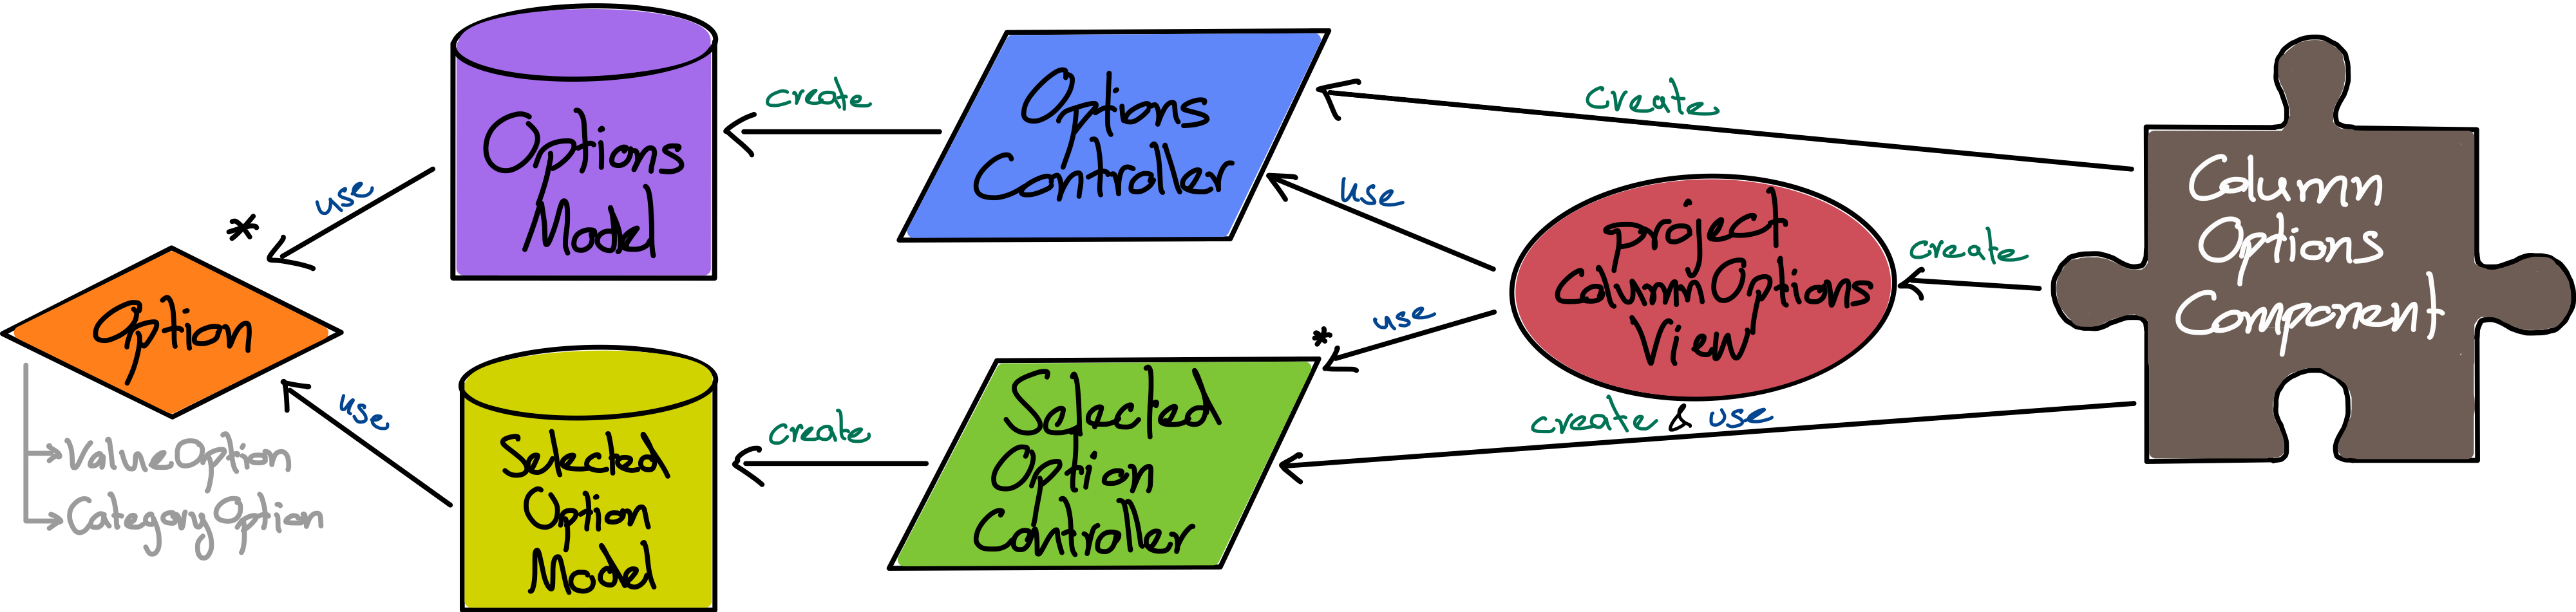 Options
Model
create
Options
Controller
create
Column
Options
Component
use
*
use
project
ColumnOptions
View
create
Option
use
*
use
ValueOption
CategoryOption
Selected
Option
Model
create
Selected
Option
Controller
create & use